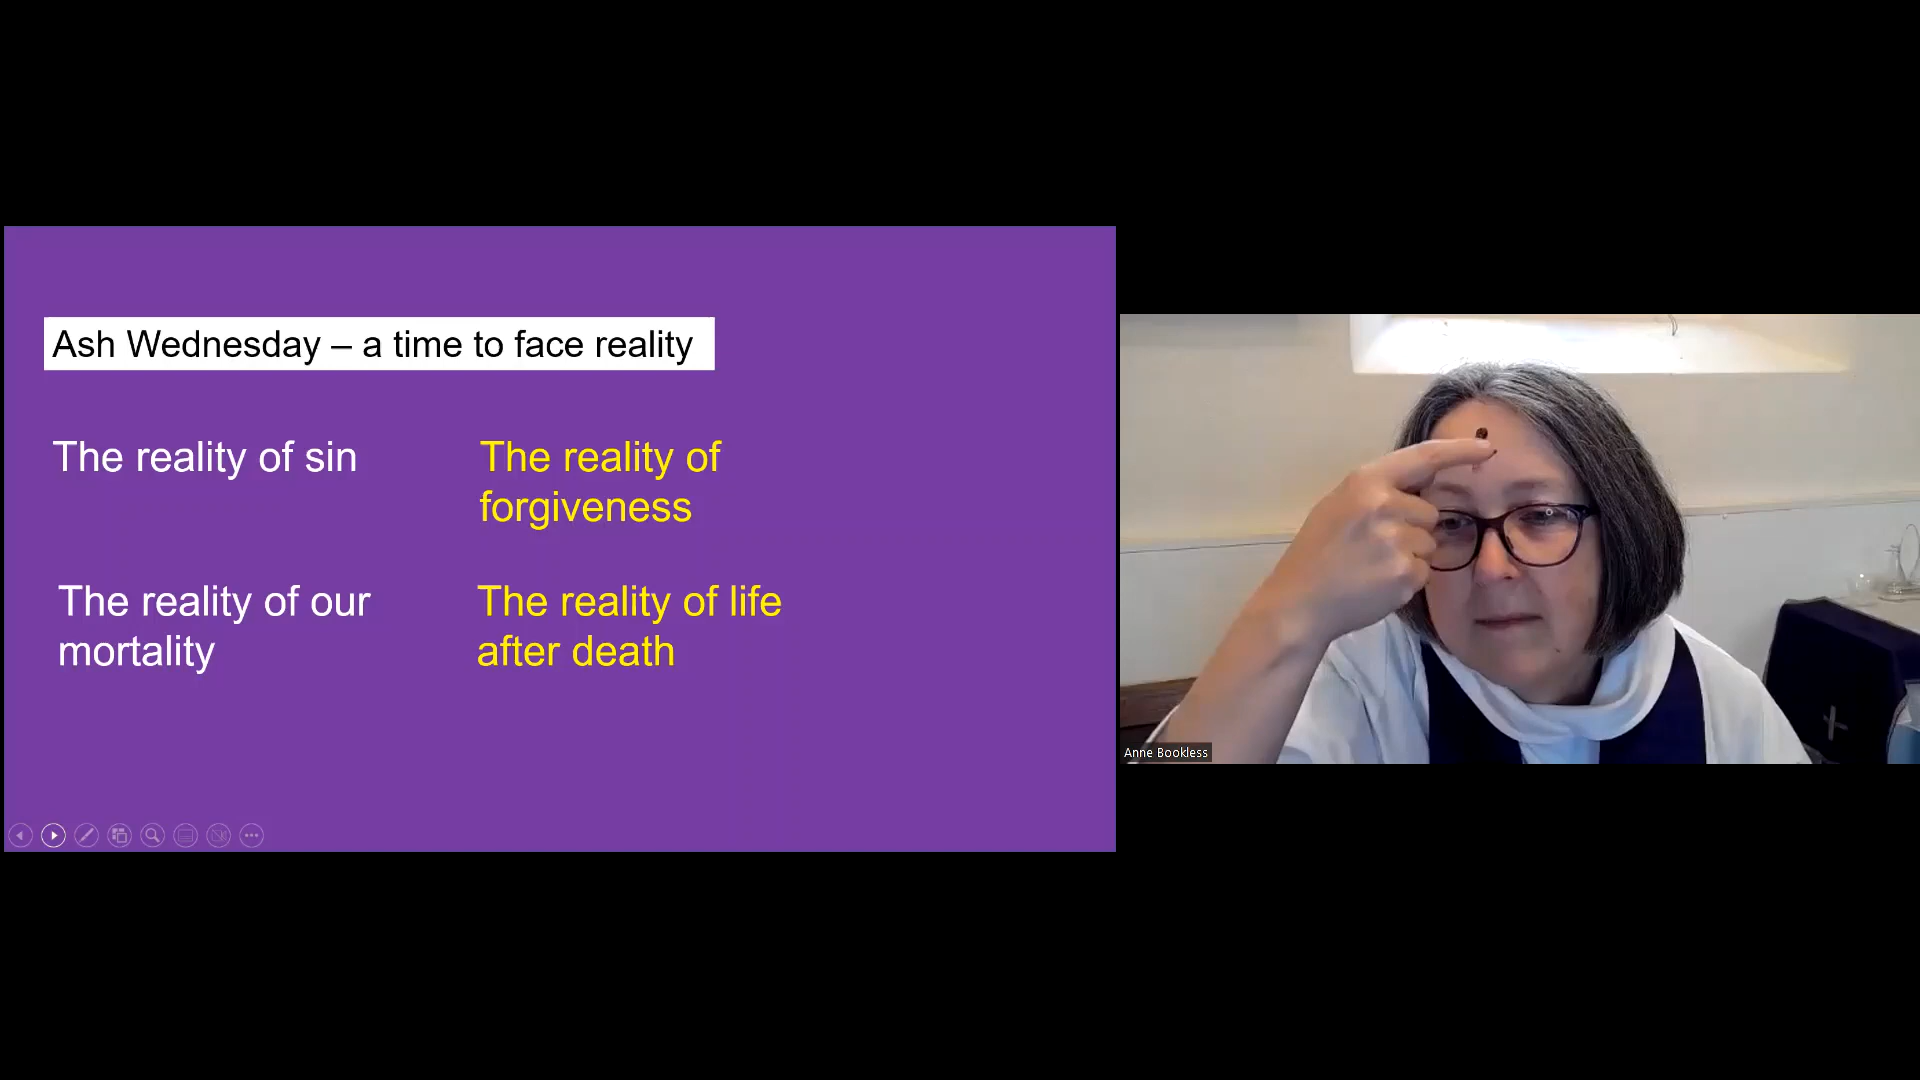 Ash Wednesday – a time to face reality
The reality of sin
The reality of
forgiveness
The reality of our
mortality
The reality of life
after death
Anne Bookless